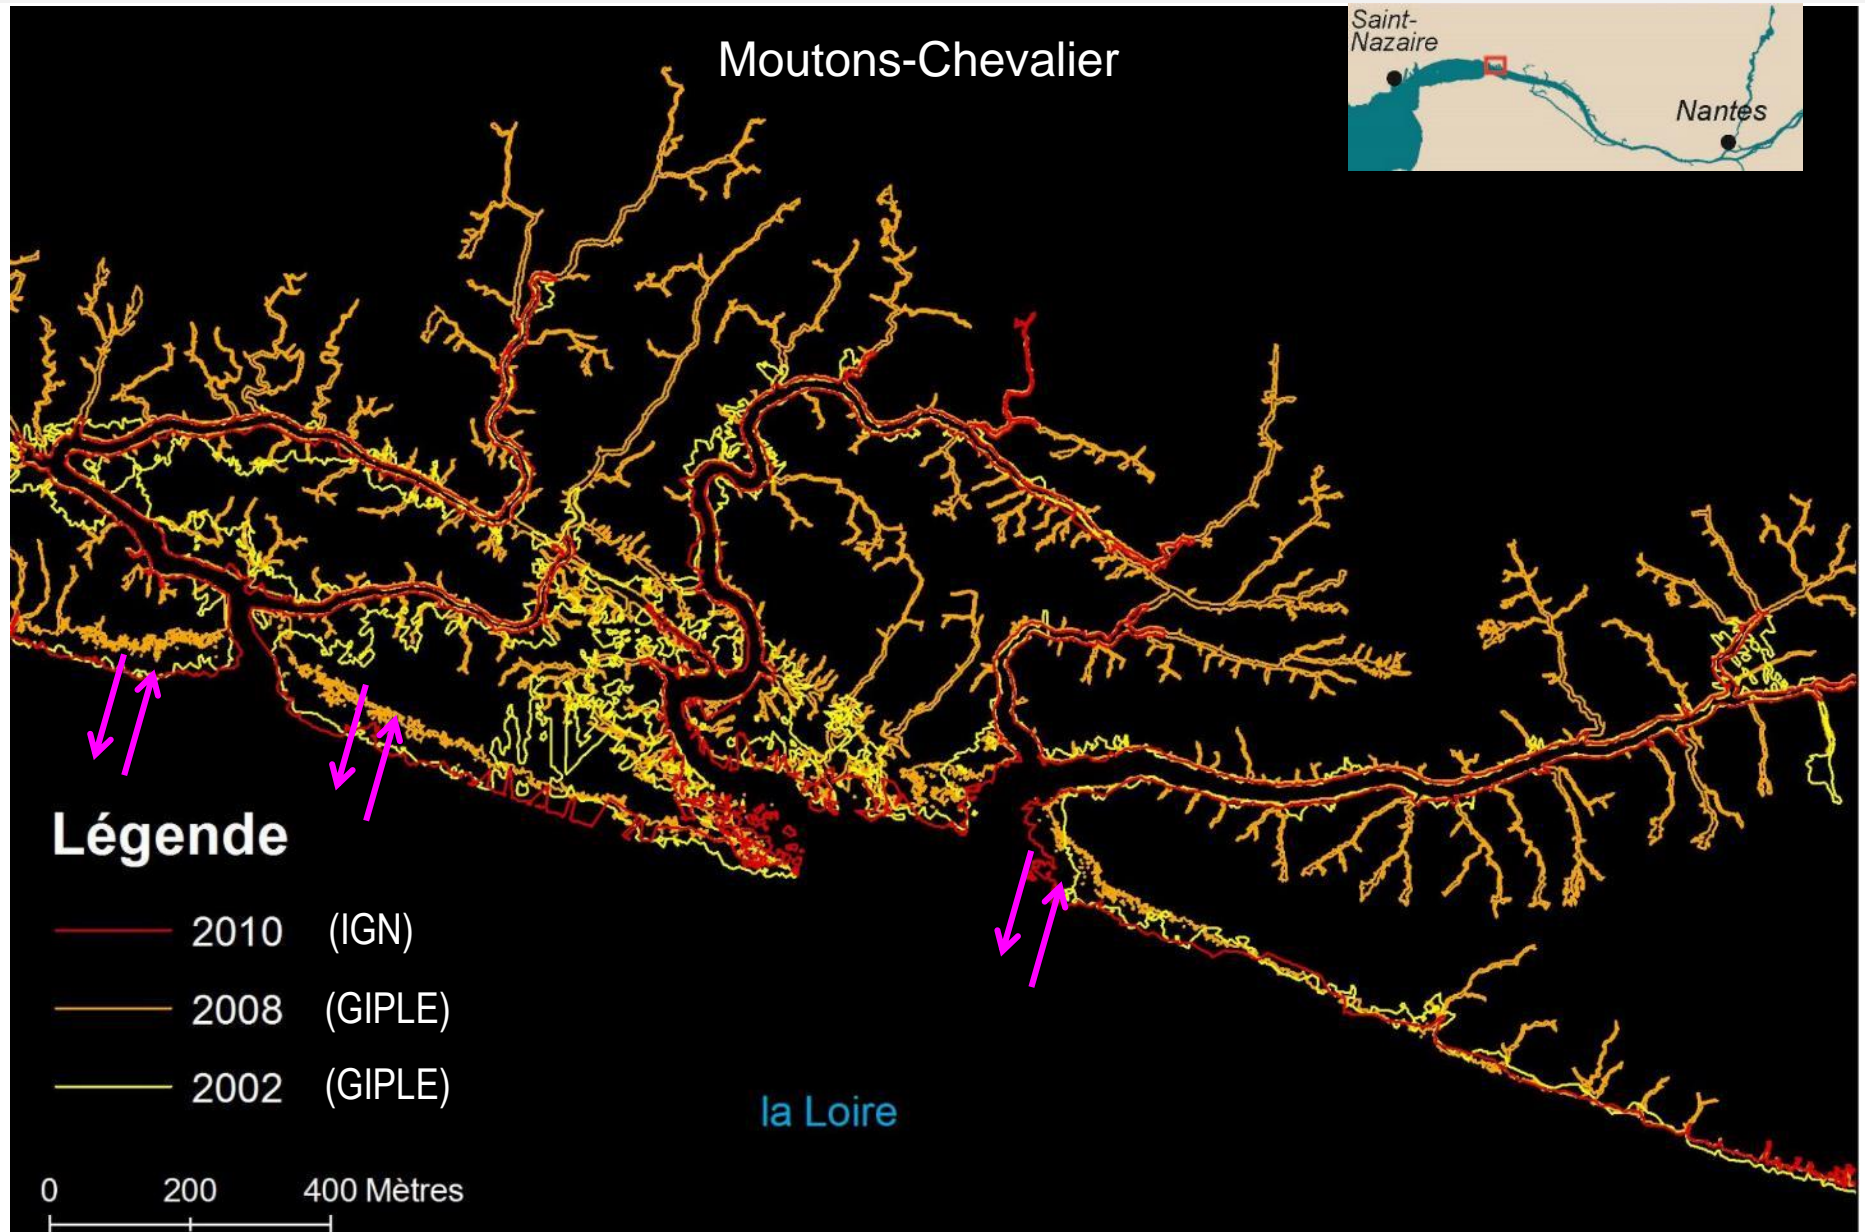 Moutons-Chevalier
Saint-
Nazaire
Nantes
Légende
2010 (IGN)
2008 (GIPLE)
2002 (GIPLE)
la Loire
0 200 400 Mètres